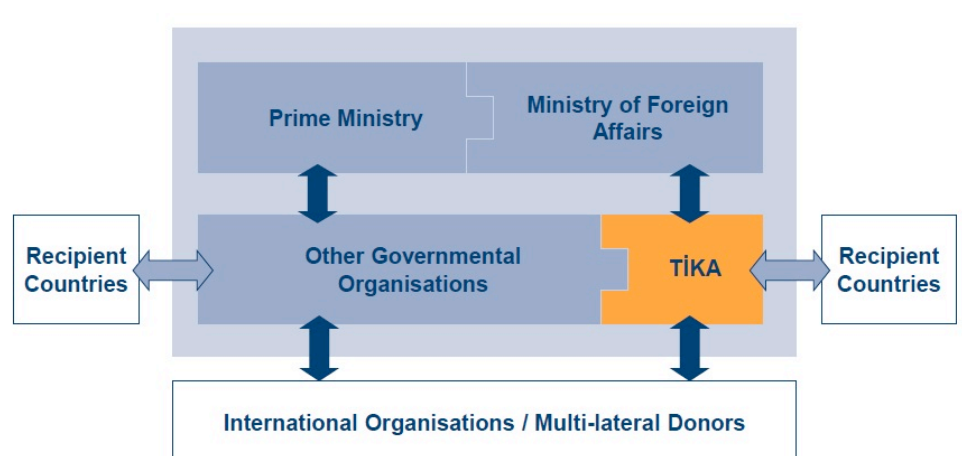 Prime Ministry
Ministry of Foreign
Affairs
Recipient
Countries
Other Governmental
Organisations
TİKA
Recipient
Countries
International Organisations / Multi-lateral Donors